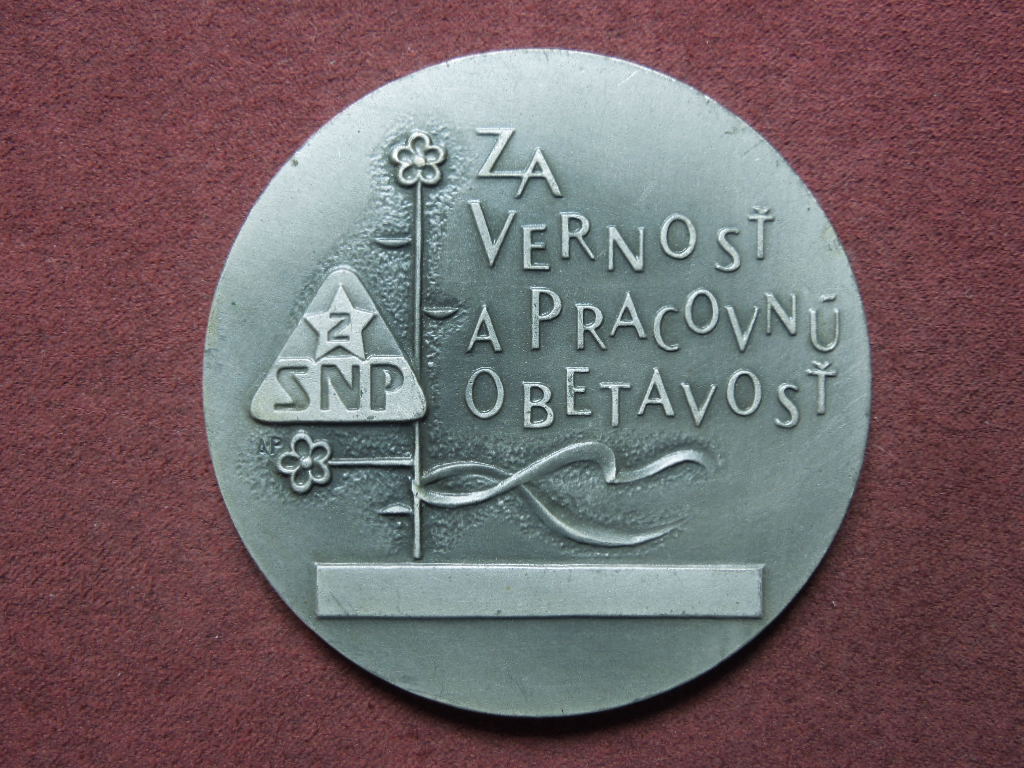 ZA
VERNOSŤ
A PRACOVNÚ
OBETAVOSŤ
Z
SNP
AP